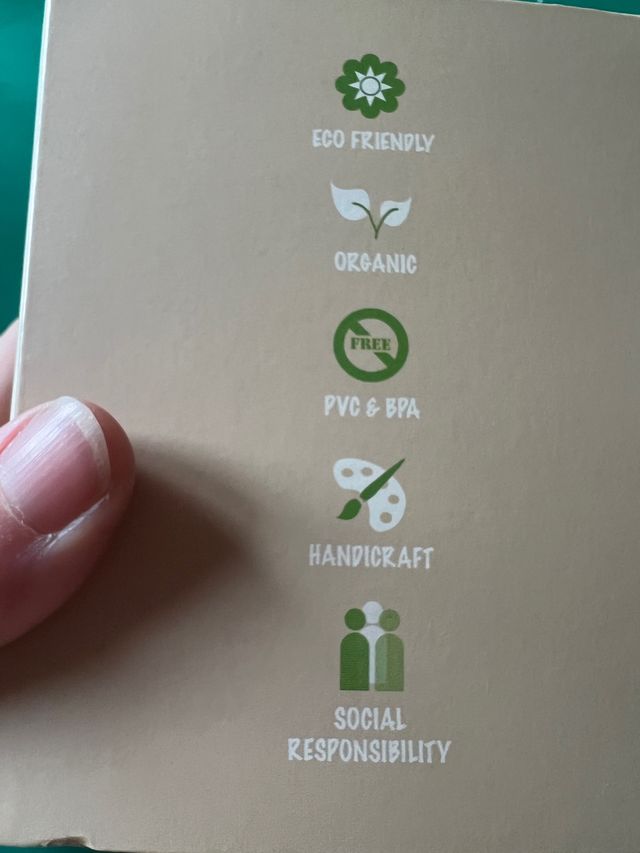 ECO FRIENDLY
ORGANIC
FREE
PVC & BPA
HANDICRAFT
SOCIAL
RESPONSIBILITY